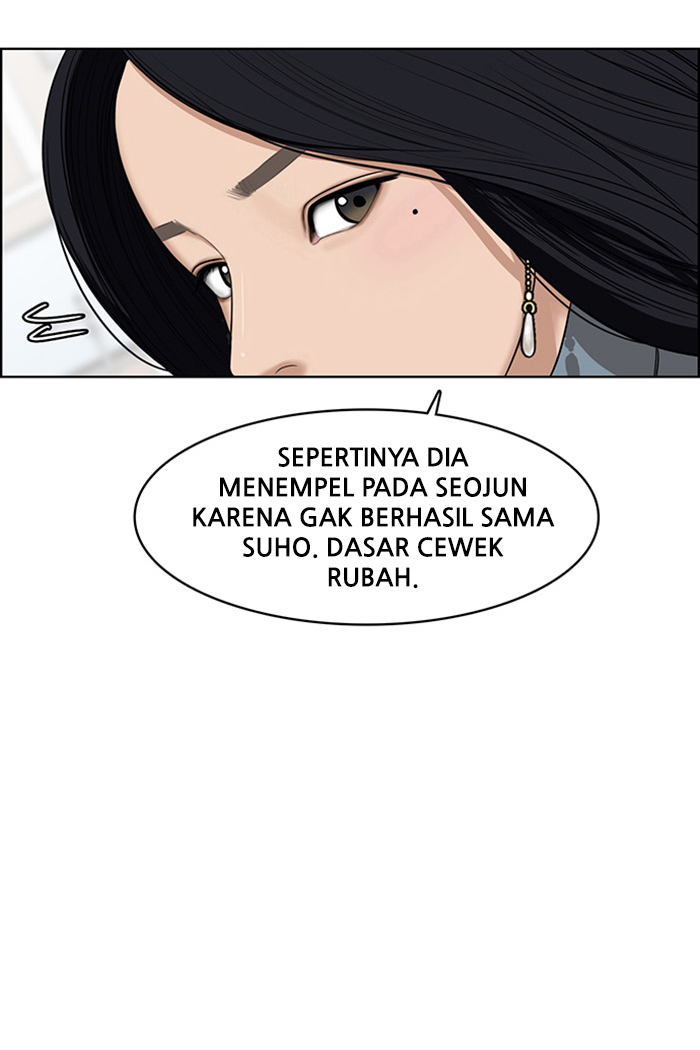 SEPERTINYA DIA
MENEMPEL PADA SEOJUN
KARENA GAK BERHASIL SAMA
SUHO. DASAR CEWEK
RUBAH.